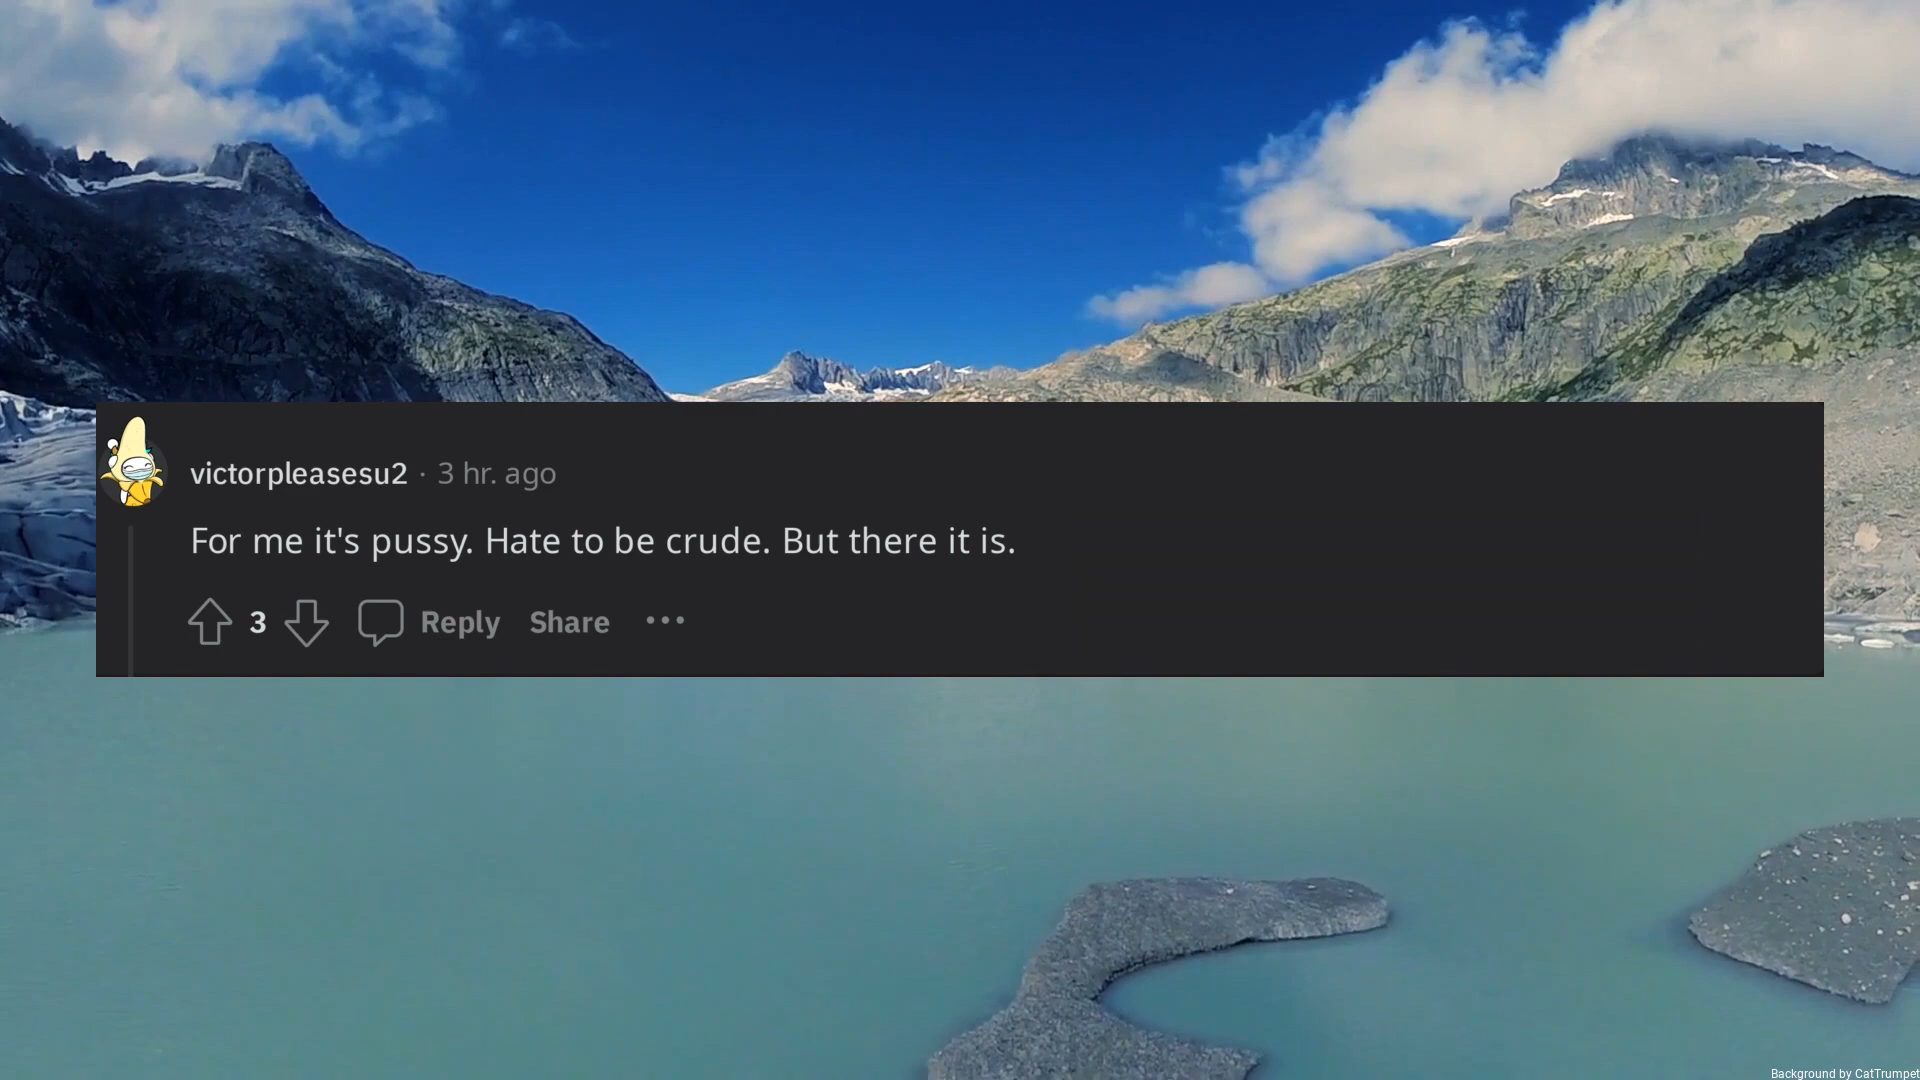 victorpleasesu2 · 3 hr. ago
For me it's pussy. Hate to be crude. But there it is.
3 Reply Share ...
Background by CatTrumpet